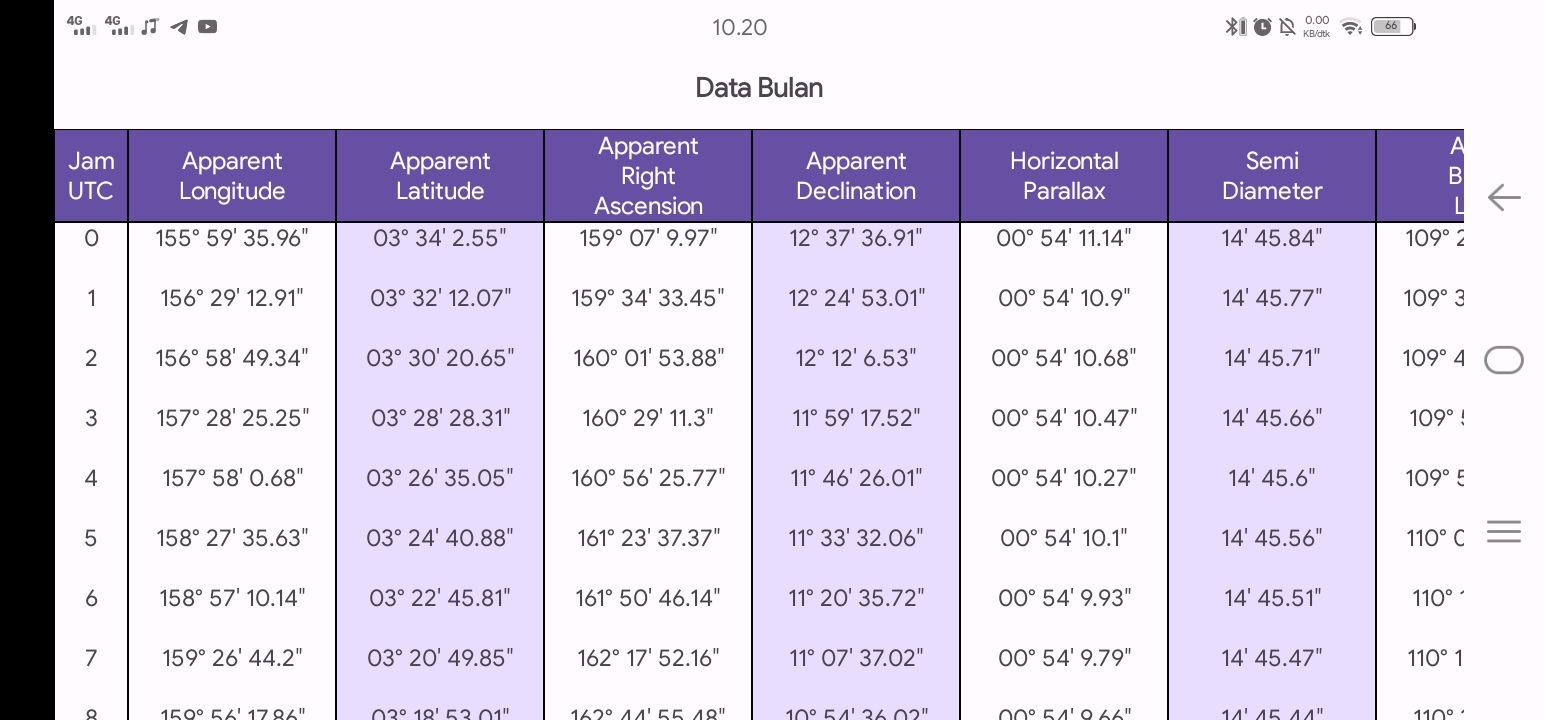 4G 4G 10.20 0.00 KB/dtk 66
Data Bulan
Jam UTC Apparent Longitude Apparent Latitude Apparent Right Ascension Apparent Declination Horizontal Parallax Semi Diameter
0 155° 59' 35.96" 03° 34' 2.55" 159° 07' 9.97" 12° 37' 36.91" 00° 54' 11.14" 14' 45.84" 109° 2
1 156° 29' 12.91" 03° 32' 12.07" 159° 34' 33.45" 12° 24' 53.01" 00° 54' 10.9" 14' 45.77" 109° 3
2 156° 58' 49.34" 03° 30' 20.65" 160° 01' 53.88" 12° 12' 6.53" 00° 54' 10.68" 14' 45.71" 109° 4
3 157° 28' 25.25" 03° 28' 28.31" 160° 29' 11.3" 11° 59' 17.52" 00° 54' 10.47" 14' 45.66" 109° 5
4 157° 58' 0.68" 03° 26' 35.05" 160° 56' 25.77" 11° 46' 26.01" 00° 54' 10.27" 14' 45.6" 109° 5
5 158° 27' 35.63" 03° 24' 40.88" 161° 23' 37.37" 11° 33' 32.06" 00° 54' 10.1" 14' 45.56" 110° 0
6 158° 57' 10.14" 03° 22' 45.81" 161° 50' 46.14" 11° 20' 35.72" 00° 54' 9.93" 14' 45.51" 110°
7 159° 26' 44.2" 03° 20' 49.85" 162° 17' 52.16" 11° 07' 37.02" 00° 54' 9.79" 14' 45.47" 110° 1
8 159° 56' 17.86" 03° 18' 53.01" 162° 44' 55.48" 10° 54' 36.02" 00° 54' 9.66" 14' 45.44" 110°